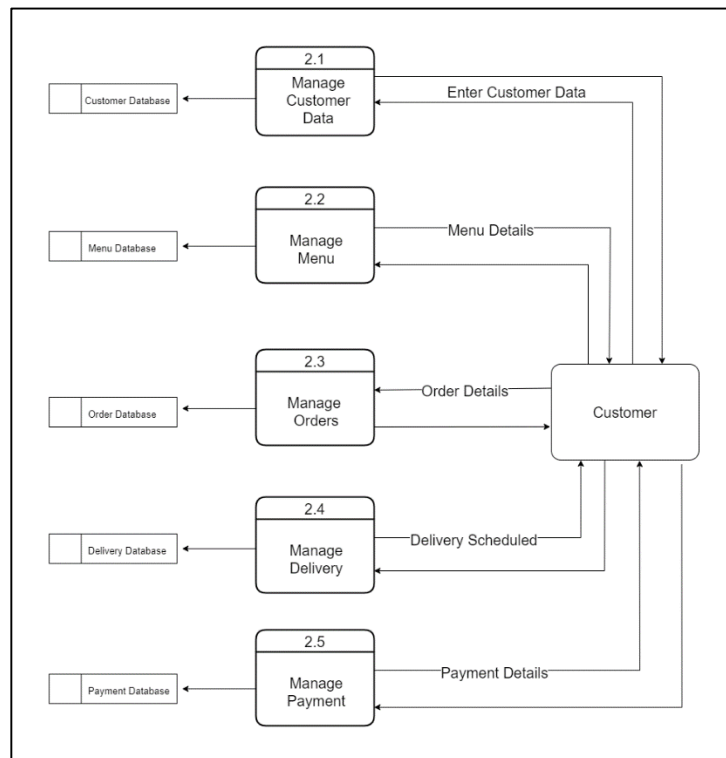 2.1
Manage
Customer
Data
Customer Database
Enter Customer Data
2.2
Manage
Menu
Menu Database
Menu Details
2.3
Manage
Orders
Order Database
Order Details
Customer
2.4
Manage
Delivery
Delivery Database
Delivery Scheduled
2.5
Manage
Payment
Payment Database
Payment Details